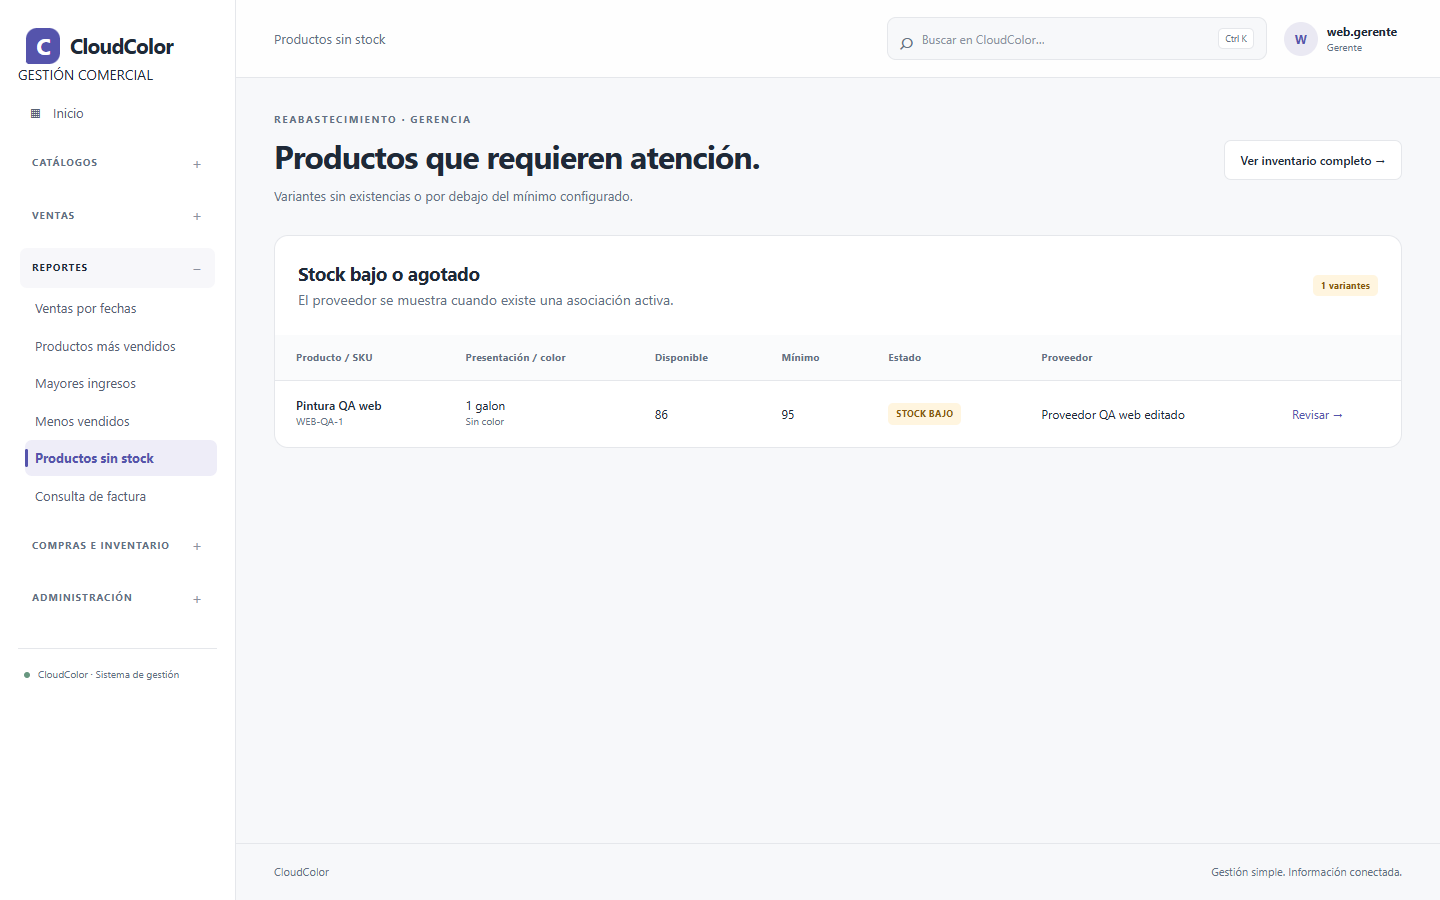 C CloudColor
GESTIÓN COMERCIAL
Inicio
CATÁLOGOS +
VENTAS +
REPORTES –
Ventas por fechas
Productos más vendidos
Mayores ingresos
Menos vendidos
Productos sin stock
Consulta de factura
COMPRAS E INVENTARIO +
ADMINISTRACIÓN +
CloudColor · Sistema de gestión
Productos sin stock
Buscar en CloudColor...
Ctrl K
W
web.gerente
Gerente
REABASTECIMIENTO · GERENCIA
Productos que requieren atención.
Variantes sin existencias o por debajo del mínimo configurado.
Ver inventario completo →
Stock bajo o agotado
El proveedor se muestra cuando existe una asociación activa.
1 variantes
Producto / SKU Presentación / color Disponible Mínimo Estado Proveedor
Pintura QA web 1 galon 86 95 STOCK BAJO Proveedor QA web editado Revisar →
WEB-QA-1 Sin color
CloudColor
Gestión simple. Información conectada.